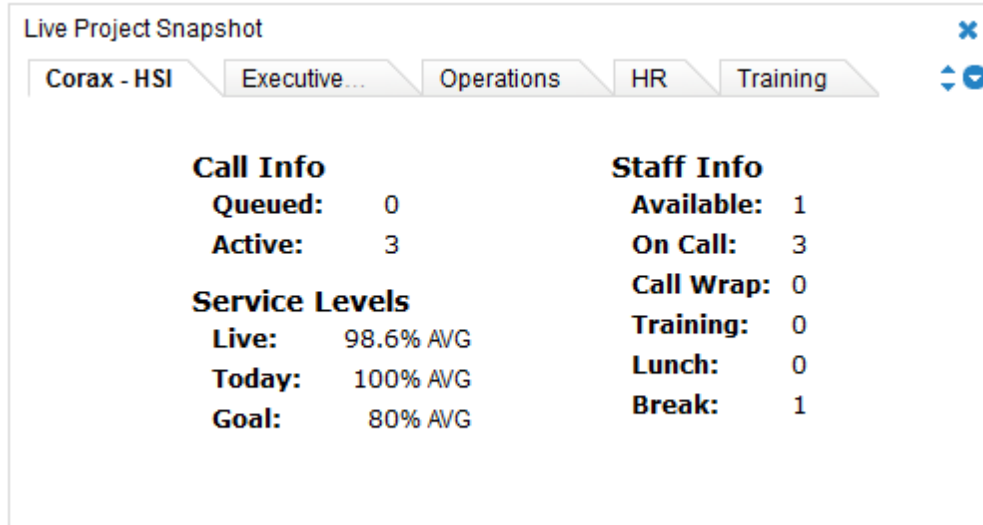 Live Project Snapshot
Corax - HSI Executive... Operations HR Training
Call Info
Queued: 0
Active: 3
Service Levels
Live: 98.6% AVG
Today: 100% AVG
Goal: 80% AVG
Staff Info
Available: 1
On Call: 3
Call Wrap: 0
Training: 0
Lunch: 0
Break: 1